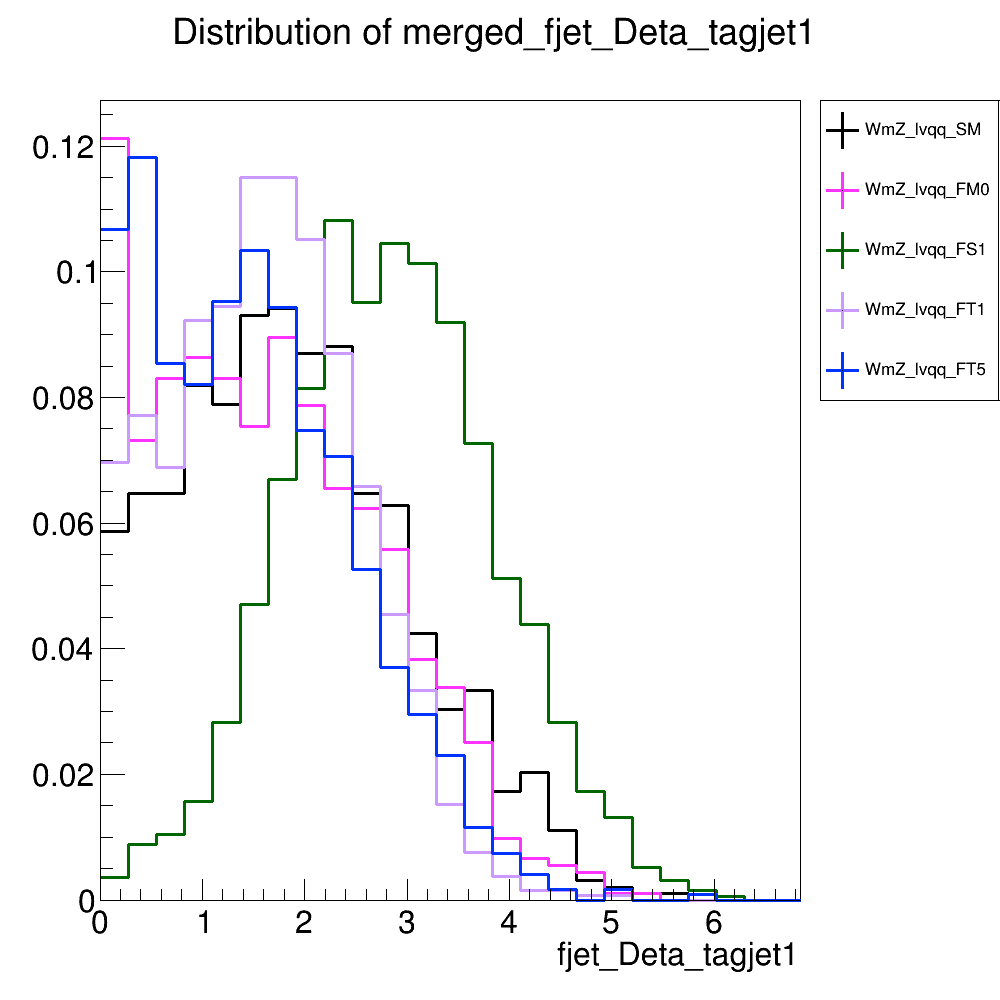 Distribution of merged_fjet_Deta_tagjet1
0.12
0.1
0.08
0.06
0.04
0.02
0
0 1 2 3 4 5 6
fjet_Deta_tagjet1
WmZ_lvqq_SM
WmZ_lvqq_FM0
WmZ_lvqq_FS1
WmZ_lvqq_FT1
WmZ_lvqq_FT5